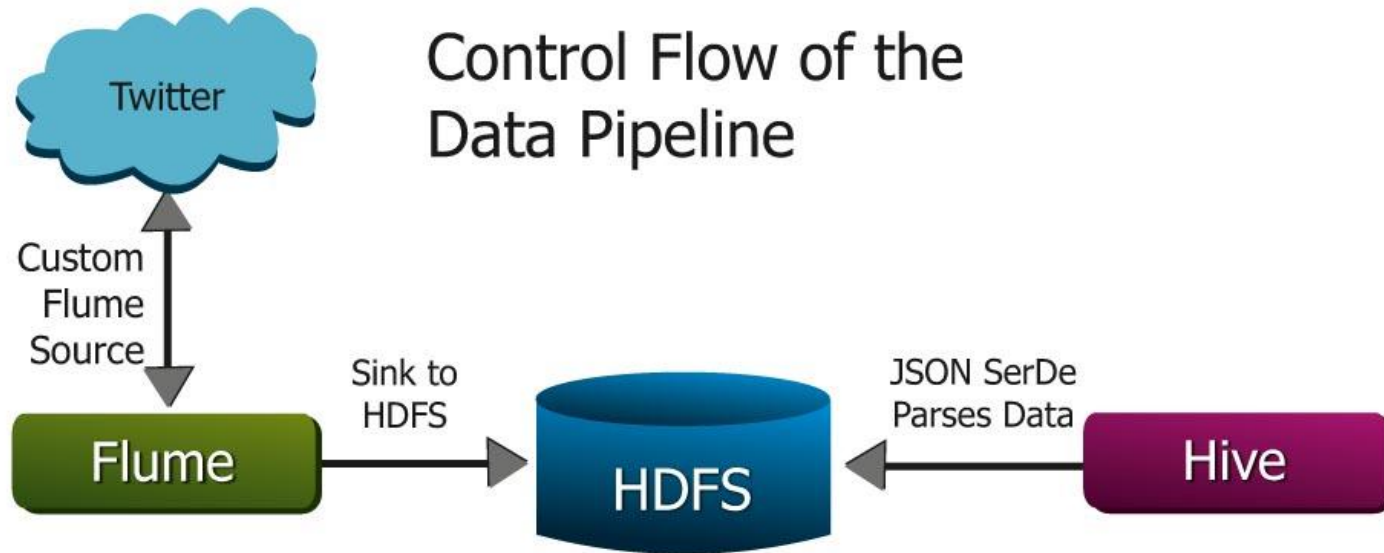 Control Flow of the
Data Pipeline
Twitter
Custom
Flume
Source
Flume
Sink to
HDFS
HDFS
JSON SerDe
Parses Data
Hive